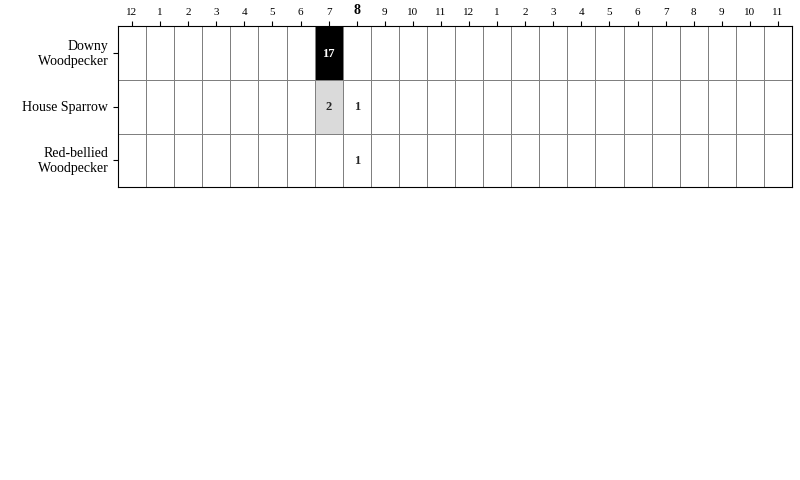 12 1 2 3 4 5 6 7 8 9 10 11 12 1 2 3 4 5 6 7 8 9 10 11
Downy
Woodpecker
17
House Sparrow
2 1
Red-bellied
Woodpecker
1